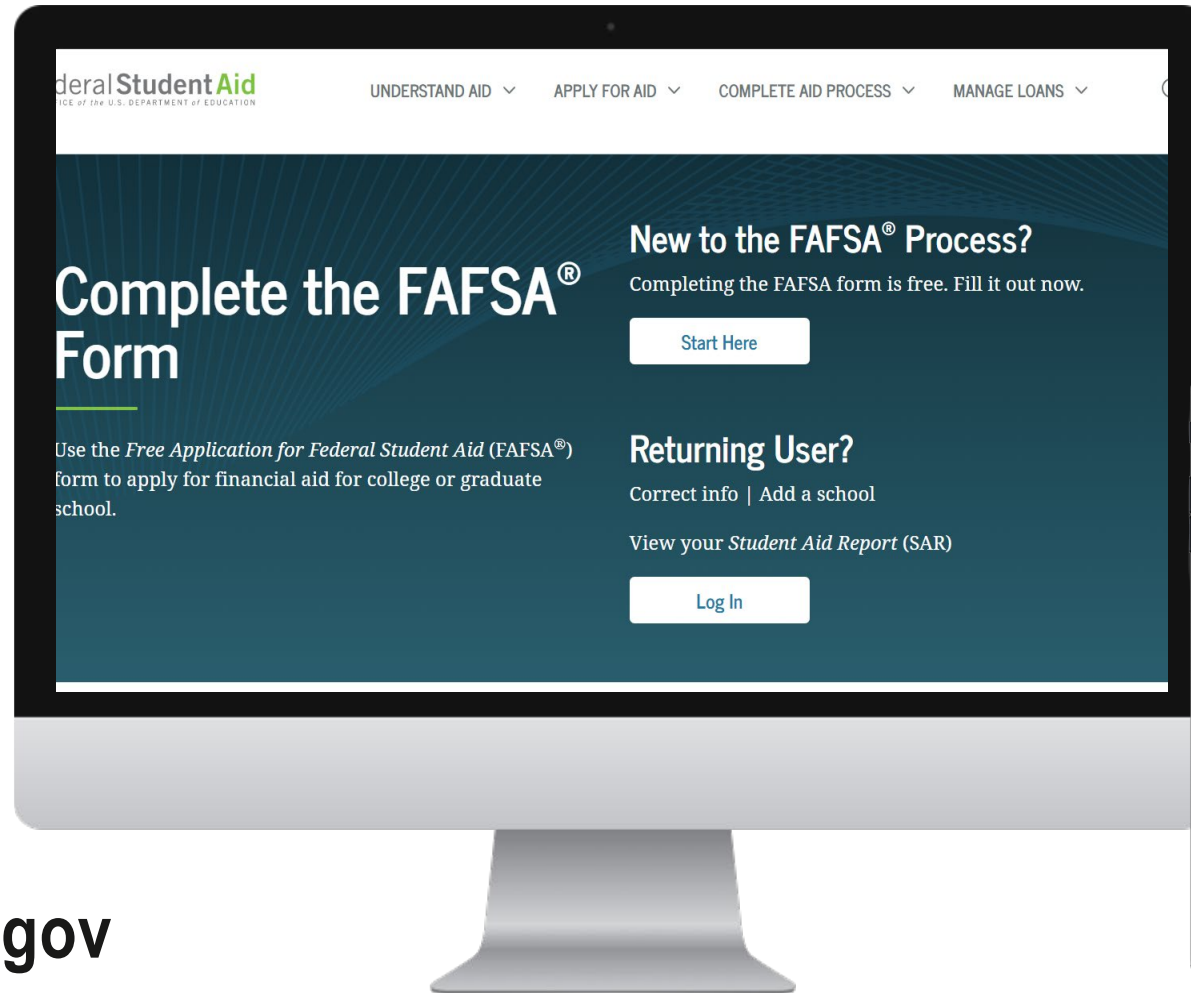 deral Student Aid
FICE of the U.S. DEPARTMENT of EDUCATION
UNDERSTAND AID
APPLY FOR AID
COMPLETE AID PROCESS
MANAGE LOANS
Complete the FAFSA®
Form
Use the Free Application for Federal Student Aid (FAFSA®)
form to apply for financial aid for college or graduate
school.
New to the FAFSA® Process?
Completing the FAFSA form is free. Fill it out now.
Start Here
Returning User?
Correct info | Add a school
View your Student Aid Report (SAR)
Log In
gov